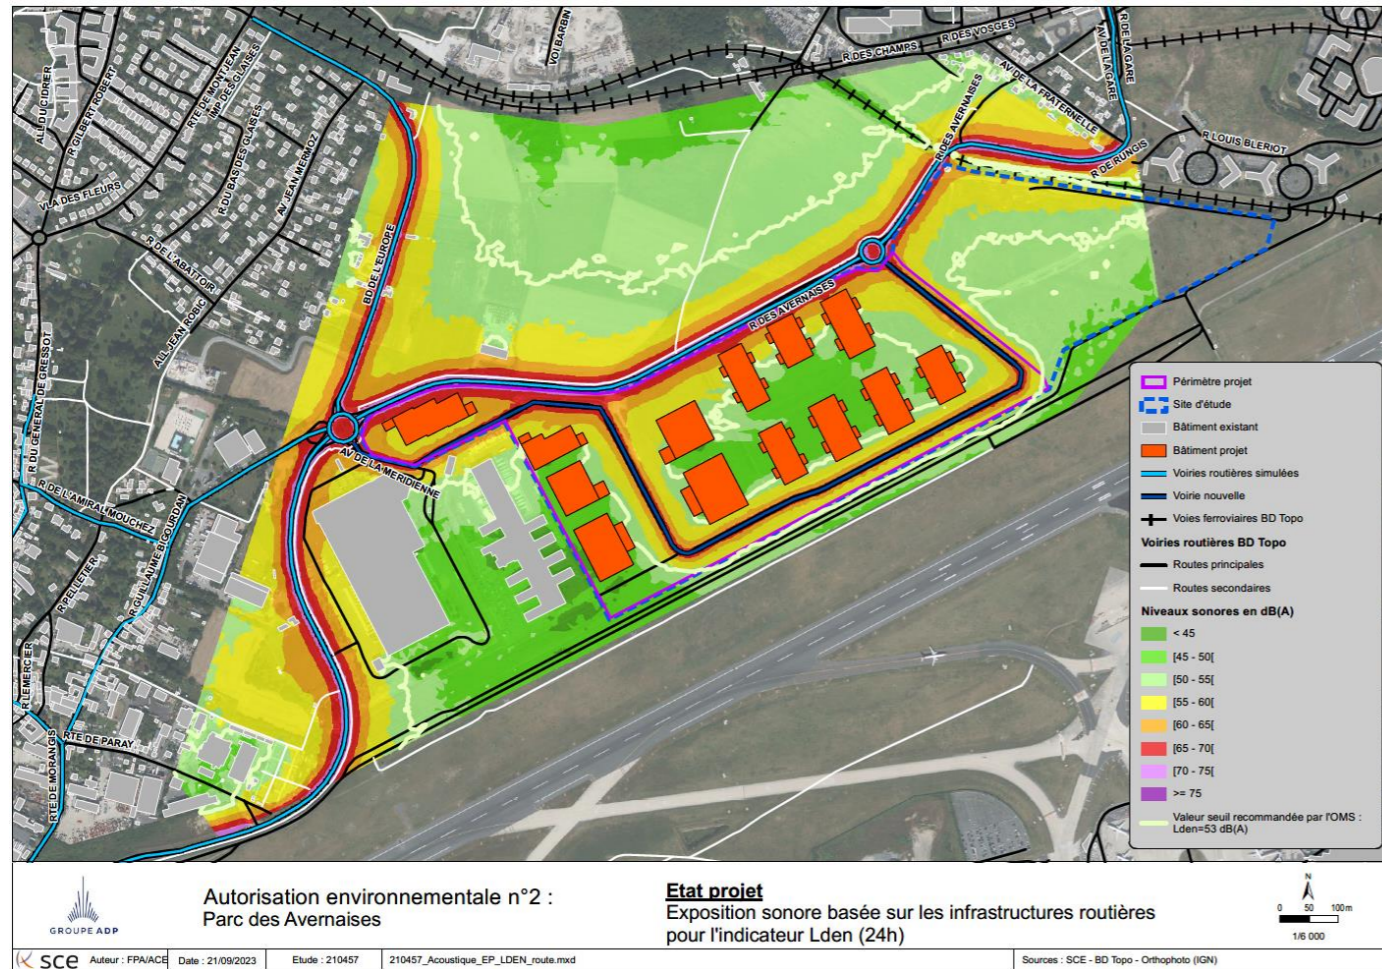 VOI BARBIN
R DES CHAMPS
R DES VOSGES
AV DE LA GARE
R DE LA GARE
ALL DU CIDRIER
R GILBERT ROBERT
RTE DE MONTJEAN
IMP DES GLAISES
AV DE LA FRATERNELLE
R DES AVERNAISES
R LOUIS BLERIOT
R DE RUNGIS
VLA DES FLEURS
R DU BAS DES GLAISES
AV JEAN MERMOZ
R DE L'ABATTOIR
BD DE L'EUROPE
ALL JEAN ROBIC
R DES AVERNAISES
R DU GENERAL DE GRESSOT
AV DE LA MERIDIENNE
R DE L'AMIRAL MOUCHEZ
R GUILLAUME BIGOURDAN
R PELLETIER
R LEMERCIER
RTE DE PARAY
RTE DE MORANGIS
Périmètre projet
Site d'étude
Bâtiment existant
Bâtiment projet
Voiries routières simulées
Voirie nouvelle
Voies ferroviaires BD Topo
Voiries routières BD Topo
Routes principales
Routes secondaires
Niveaux sonores en dB(A)
< 45
[45 - 50[
[50 - 55[
[55 - 60[
[60 - 65[
[65 - 70[
[70 - 75[
>= 75
Valeur seuil recommandée par l'OMS :
Lden=53 dB(A)
GROUPE ADP
Autorisation environnementale n°2 :
Parc des Avernaises
Etat projet
Exposition sonore basée sur les infrastructures routières
pour l'indicateur Lden (24h)
N
0 50 100 m
1/6 000
sce
Auteur : FPA/ACE
Date : 21/09/2023
Etude : 210457
210457_Acoustique_EP_LDEN_route.mxd
Sources : SCE - BD Topo - Orthophoto (IGN)